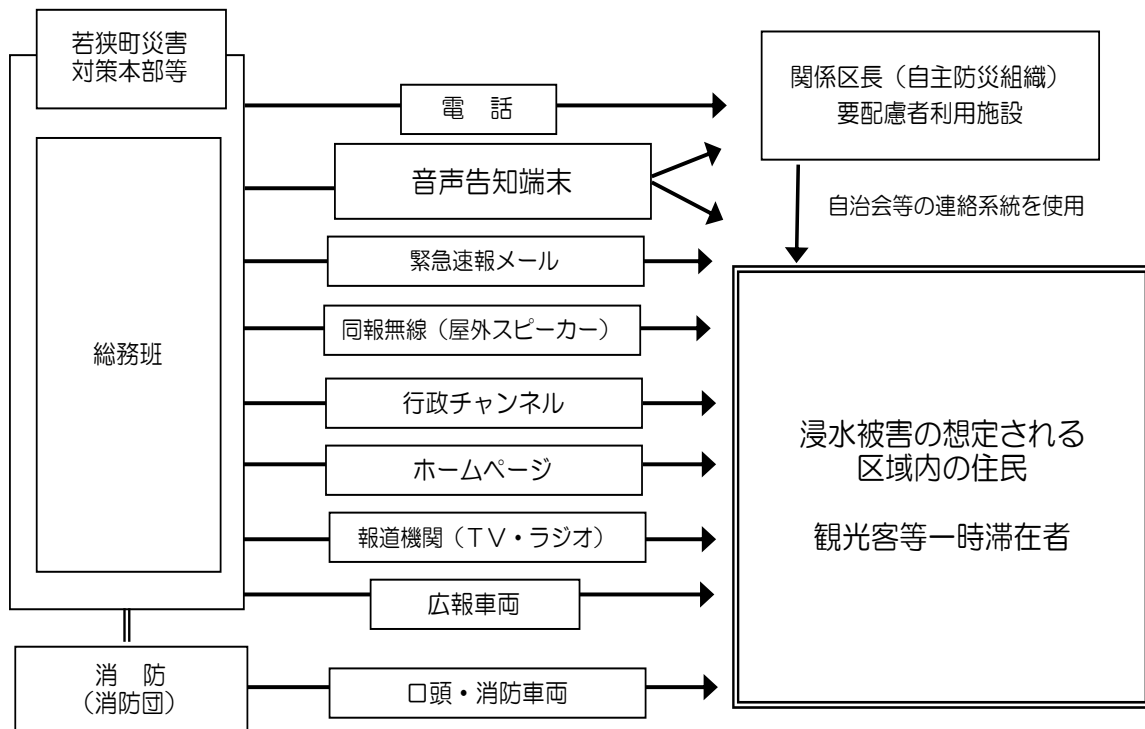 若狭町災害
対策本部等
関係区長（自主防災組織）
要配慮者利用施設
電　話
音声告知端末
自治会等の連絡系統を使用
緊急速報メール
同報無線（屋外スピーカー）
総務班
行政チャンネル
浸水被害の想定される
区域内の住民
ホームページ
観光客等一時滞在者
報道機関（ＴＶ・ラジオ）
広報車両
消　防
（消防団）
口頭・消防車両